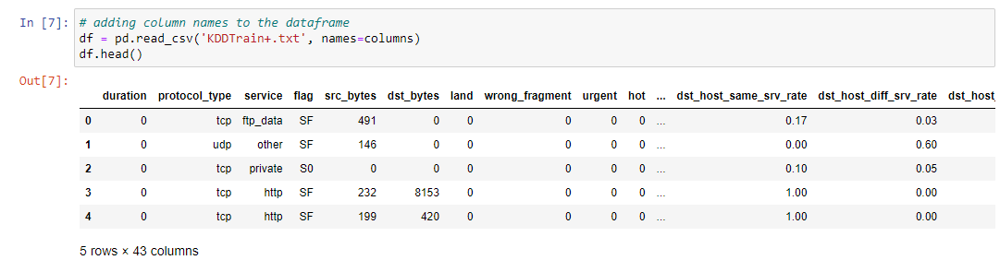 In [7]: # adding column names to the dataframe
df = pd.read_csv('KDDTrain+.txt', names=columns)
df.head()
Out[7]:
duration protocol_type service flag src_bytes dst_bytes land wrong_fragment urgent hot ... dst_host_same_srv_rate dst_host_diff_srv_rate dst_host_
0 0 tcp ftp_data SF 491 0 0 0 0 0 ... 0.17 0.03
1 0 udp other SF 146 0 0 0 0 0 ... 0.00 0.60
2 0 tcp private S0 0 0 0 0 0 0 ... 0.10 0.05
3 0 tcp http SF 232 8153 0 0 0 0 ... 1.00 0.00
4 0 tcp http SF 199 420 0 0 0 0 ... 1.00 0.00
5 rows × 43 columns